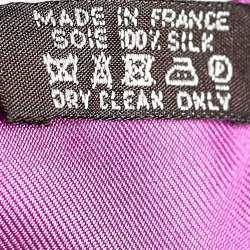 MADE IN FRANCE
SOIE 100% SILK
P
DRY CLEAN ONLY